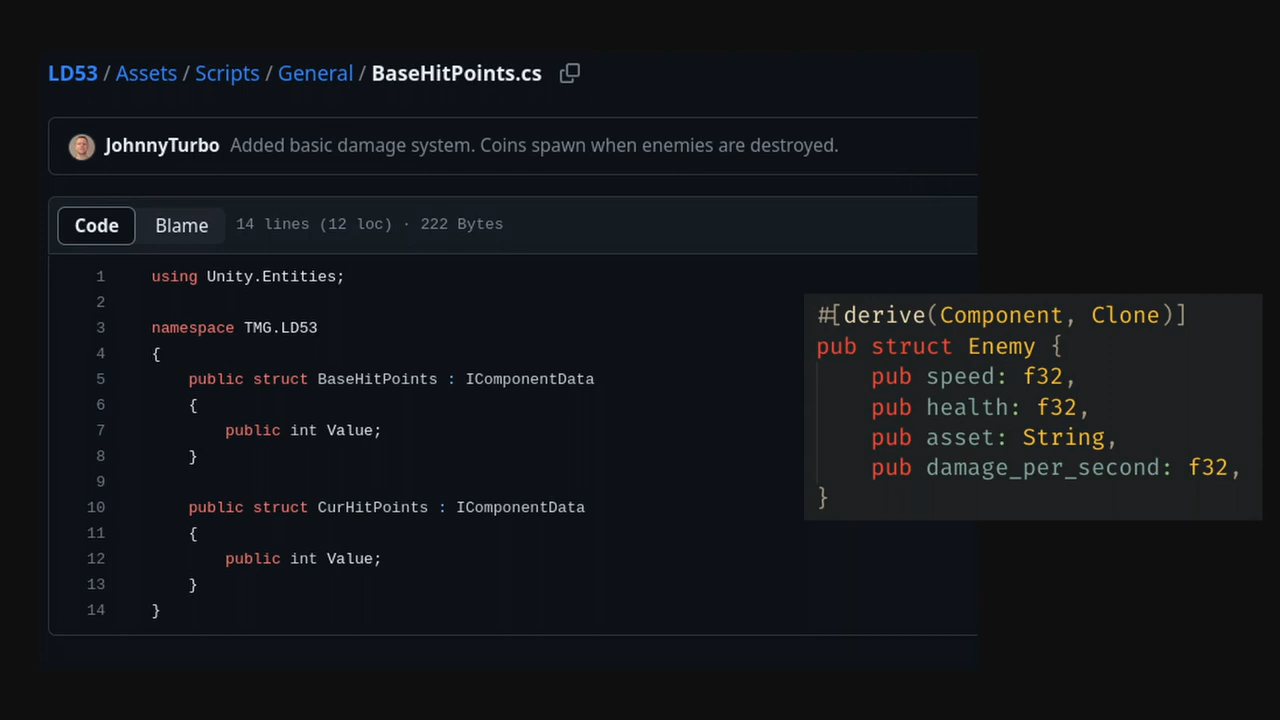 LD53 / Assets / Scripts / General / BaseHitPoints.cs
JohnnyTurbo Added basic damage system. Coins spawn when enemies are destroyed.
Code Blame 14 lines (12 loc) · 222 Bytes
1 using Unity.Entities;
2
3 namespace TMG.LD53
4 {
5 public struct BaseHitPoints : IComponentData
6 {
7 public int Value;
8 }
9
10 public struct CurHitPoints : IComponentData
11 {
12 public int Value;
13 }
14 }
#[derive(Component, Clone)]
pub struct Enemy {
pub speed: f32,
pub health: f32,
pub asset: String,
pub damage_per_second: f32,
}